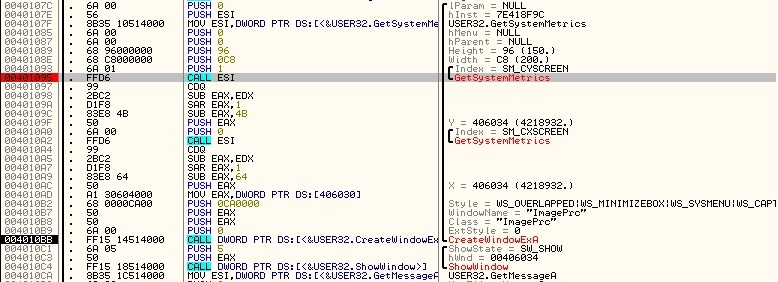 0040107C . 6A 00 PUSH 0 lParam = NULL
0040107E . 56 PUSH ESI hInst = 7E418F9C
0040107F . 8B35 10514000 MOV ESI,DWORD PTR DS:[<&USER32.GetSystemMe USER32.GetSystemMetrics
00401085 . 6A 00 PUSH 0 hMenu = NULL
00401087 . 6A 00 PUSH 0 hParent = NULL
00401089 . 68 96000000 PUSH 96 Height = 96 (150.)
0040108E . 68 C8000000 PUSH 0C8 Width = C8 (200.)
00401093 . 6A 01 PUSH 1 Index = SM_CYSCREEN
00401095 . FFD6 CALL ESI GetSystemMetrics
00401097 . 99 CDQ
00401098 . 2BC2 SUB EAX,EDX
0040109A . D1F8 SAR EAX,1
0040109C . 83E8 4B SUB EAX,4B
0040109F . 50 PUSH EAX Y = 406034 (4218932.)
004010A0 . 6A 00 PUSH 0 Index = SM_CXSCREEN
004010A2 . FFD6 CALL ESI GetSystemMetrics
004010A4 . 99 CDQ
004010A5 . 2BC2 SUB EAX,EDX
004010A7 . D1F8 SAR EAX,1
004010A9 . 83E8 64 SUB EAX,64
004010AC . 50 PUSH EAX X = 406034 (4218932.)
004010AD . A1 30604000 MOV EAX,DWORD PTR DS:[406030]
004010B2 . 68 0000CA00 PUSH 0CA0000 Style = WS_OVERLAPPED|WS_MINIMIZEBOX|WS_SYSMENU|WS_CAPT
004010B7 . 50 PUSH EAX WindowName = "ImagePrc"
004010B8 . 50 PUSH EAX Class = "ImagePrc"
004010B9 . 6A 00 PUSH 0 ExtStyle = 0
004010BB . FF15 14514000 CALL DWORD PTR DS:[<&USER32.CreateWindowEx CreateWindowExA
004010C1 . 6A 05 PUSH 5 ShowState = SW_SHOW
004010C3 . 50 PUSH EAX hWnd = 00406034
004010C4 . FF15 18514000 CALL DWORD PTR DS:[<&USER32.ShowWindow>] ShowWindow
004010CA . 8B35 1C514000 MOV ESI,DWORD PTR DS:[<&USER32.GetMessageA USER32.GetMessageA